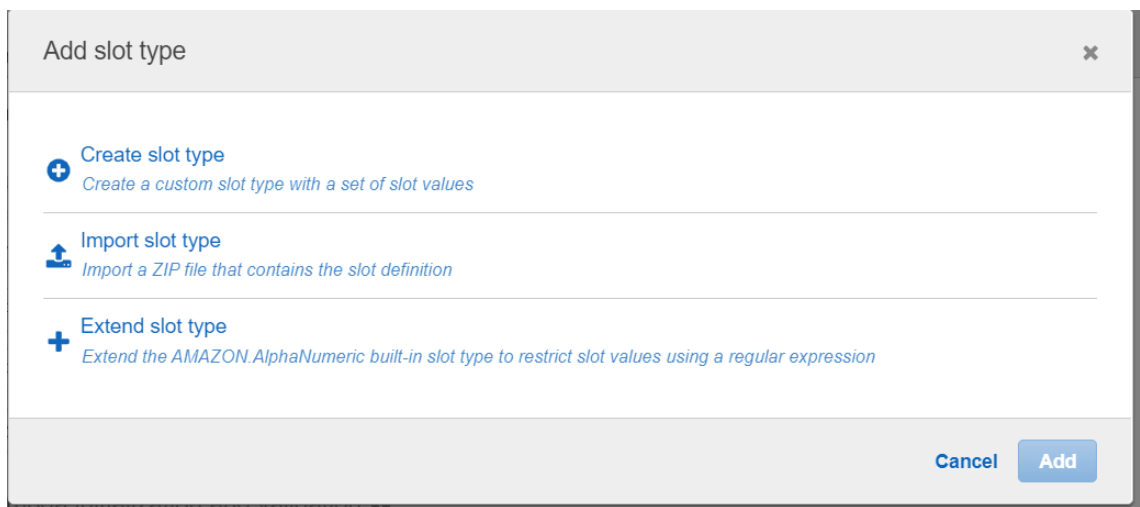 Add slot type
Create slot type
Create a custom slot type with a set of slot values
Import slot type
Import a ZIP file that contains the slot definition
Extend slot type
Extend the AMAZON.AlphaNumeric built-in slot type to restrict slot values using a regular expression
Cancel Add